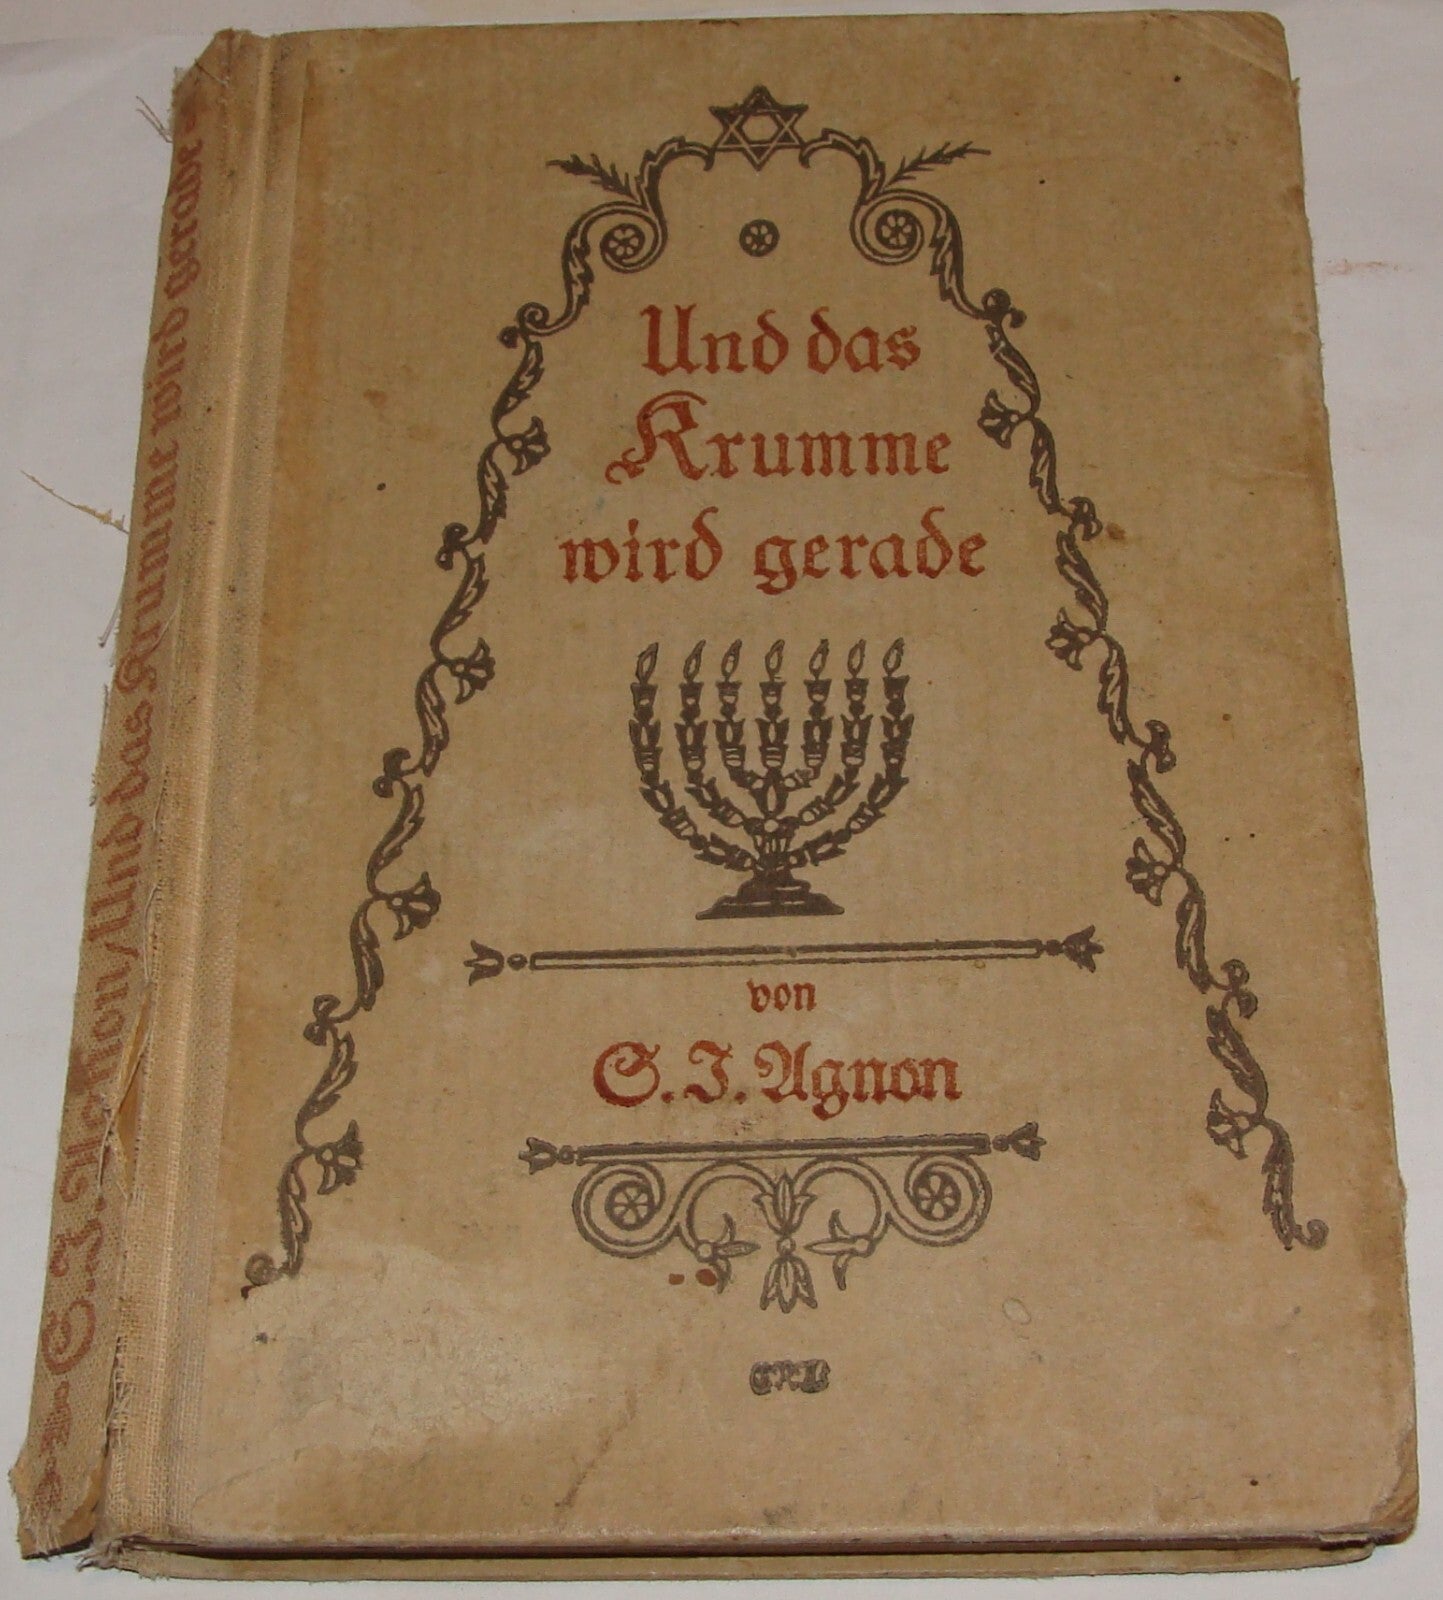 Und das
Krumme
wird gerade
von
S. J. Agnon
S. J. Agnon / Und das Krumme wird gerade